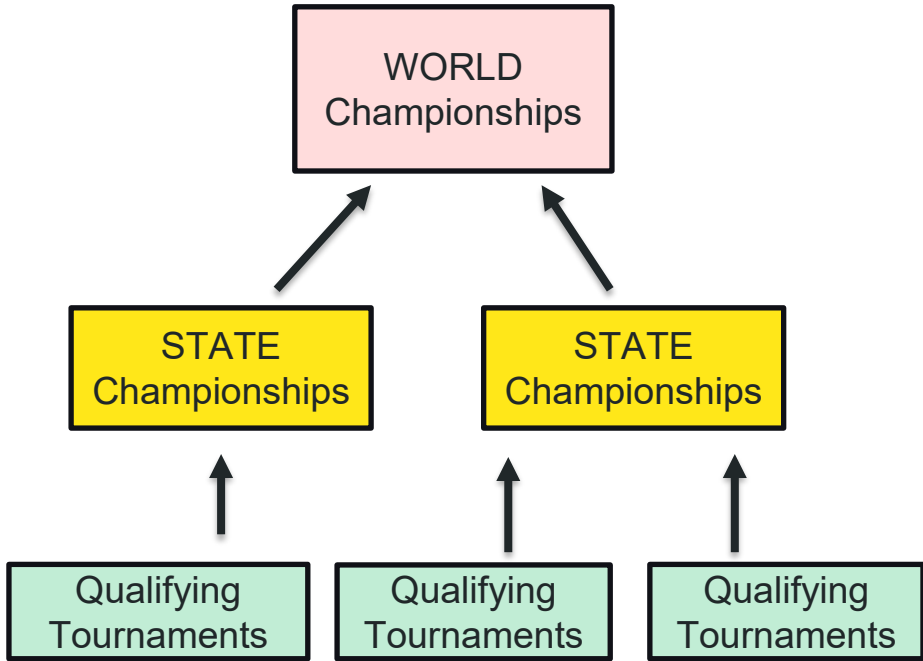 WORLD
Championships
STATE
Championships
STATE
Championships
Qualifying
Tournaments
Qualifying
Tournaments
Qualifying
Tournaments